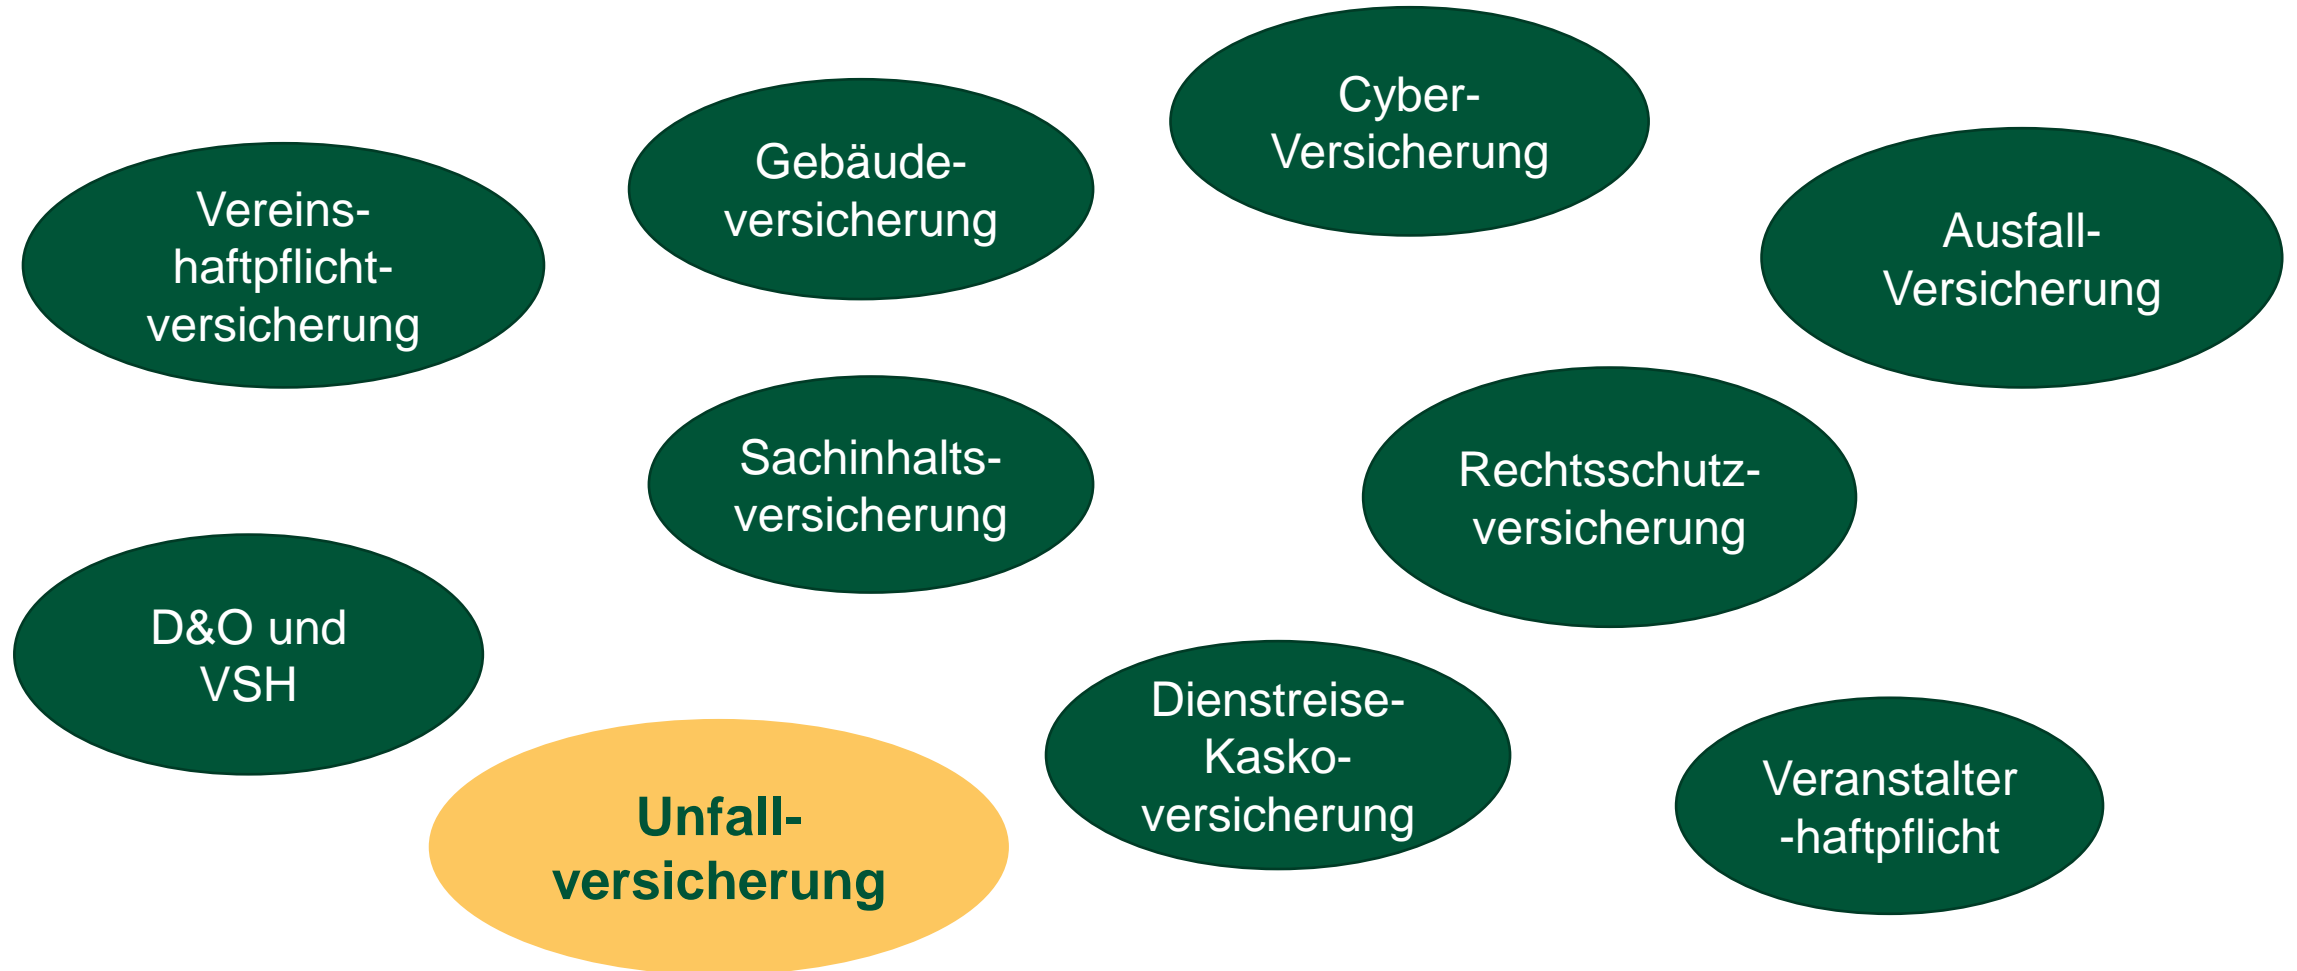 Vereins-
haftpflicht-
versicherung
Gebäude-
versicherung
Cyber-
Versicherung
Ausfall-
Versicherung
Sachinhalts-
versicherung
Rechtsschutz-
versicherung
D&O und
VSH
Unfall-
versicherung
Dienstreise-
Kasko-
versicherung
Veranstalter
-haftpflicht